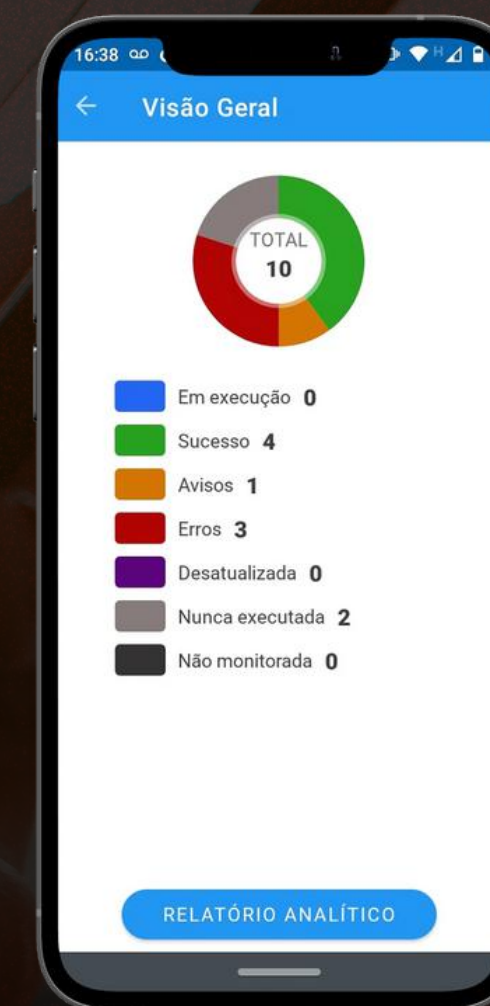 16:38
Visão Geral
TOTAL
10
Em execução 0
Sucesso 4
Avisos 1
Erros 3
Desatualizada 0
Nunca executada 2
Não monitorada 0
RELATÓRIO ANALÍTICO